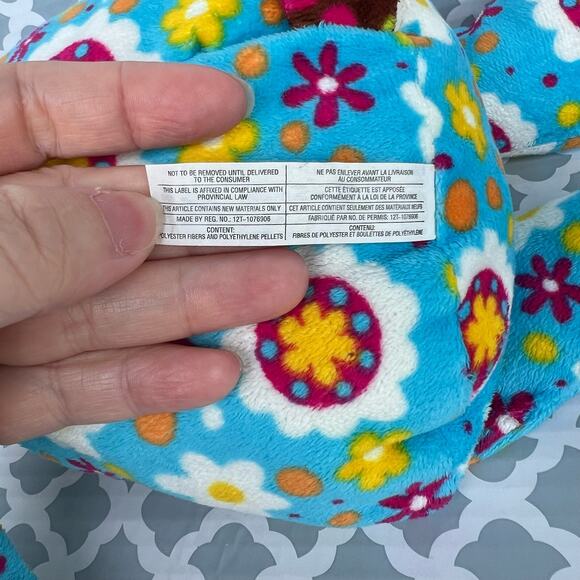 NOT TO BE REMOVED UNTIL DELIVERED
TO THE CONSUMER
THIS LABEL IS AFFIXED IN COMPLIANCE WITH
PROVINCIAL LAW
THIS ARTICLE CONTAINS NEW MATERIALS ONLY
MADE BY REG. NO.: 12T-1076906
CONTENT:
POLYESTER FIBERS AND POLYETHYLENE PELLETS
NE PAS ENLEVER AVANT LA LIVRAISON
AU CONSOMMATEUR
CETTE ÉTIQUETTE EST APPOSÉE
CONFORMÉMENT À LA LOI DE LA PROVINCE
CET ARTICLE CONTIENT SEULEMENT DES MATÉRIAUX NEUFS
FABRIQUÉ PAR NO. DE PERMIS: 12T-1076906
CONTENU:
FIBRES DE POLYESTER ET BOULETTES DE POLYÉTHYLÈNE